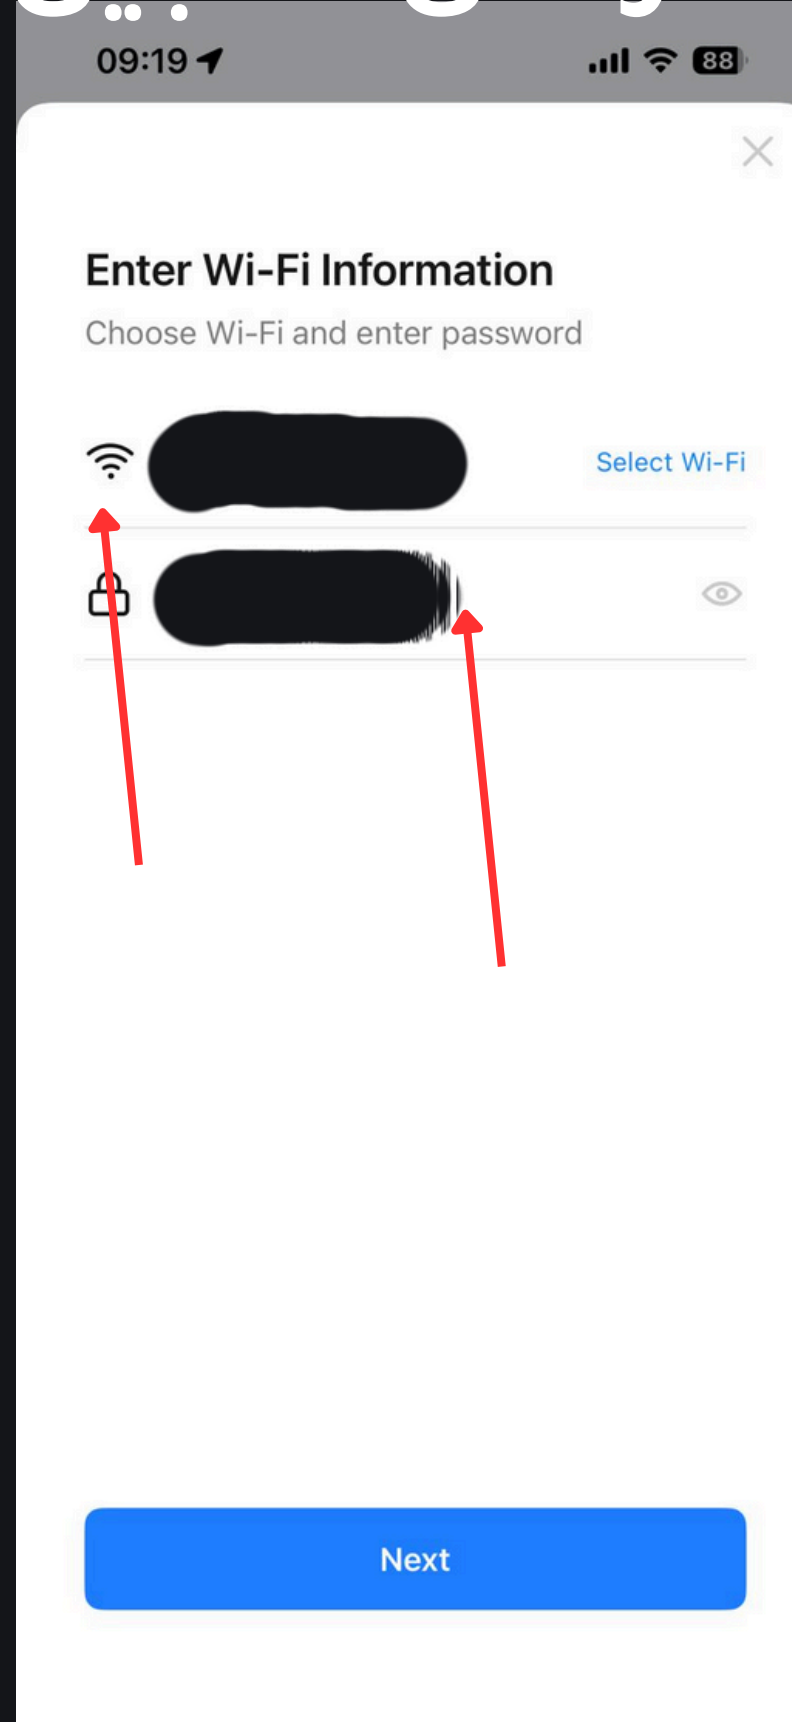 09:19
88
Enter Wi-Fi Information
Choose Wi-Fi and enter password
Select Wi-Fi
Next